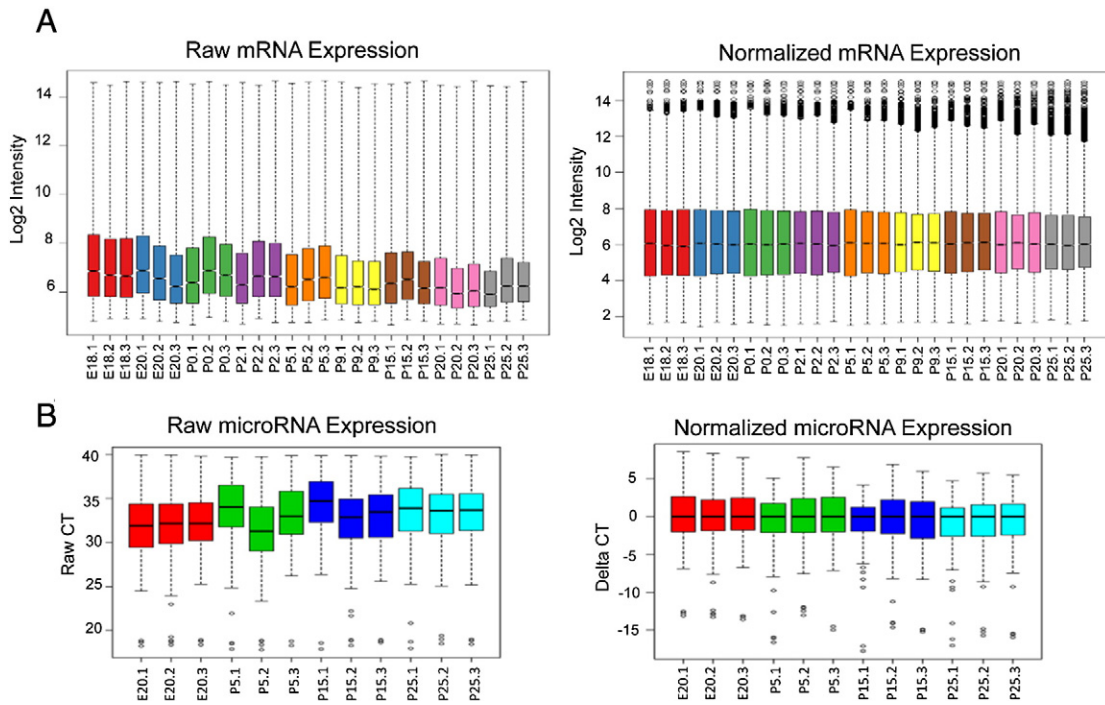 A
Raw mRNA Expression
Normalized mRNA Expression
Log2 Intensity
14
12
10
8
6
E18.1 E18.2 E18.3 E20.1 E20.2 E20.3 P0.1 P0.2 P0.3 P2.1 P2.2 P2.3 P5.1 P5.2 P5.3 P9.1 P9.2 P9.3 P15.1 P15.2 P15.3 P20.1 P20.2 P20.3 P25.1 P25.2 P25.3
Log2 Intensity
14
12
10
8
6
4
2
E18.1 E18.2 E18.3 E20.1 E20.2 E20.3 P0.1 P0.2 P0.3 P2.1 P2.2 P2.3 P5.1 P5.2 P5.3 P9.1 P9.2 P9.3 P15.1 P15.2 P15.3 P20.1 P20.2 P20.3 P25.1 P25.2 P25.3
B
Raw microRNA Expression
Normalized microRNA Expression
Raw CT
40
35
30
25
20
E20.1 E20.2 E20.3 P5.1 P5.2 P5.3 P15.1 P15.2 P15.3 P25.1 P25.2 P25.3
Delta CT
5
0
-5
-10
-15
E20.1 E20.2 E20.3 P5.1 P5.2 P5.3 P15.1 P15.2 P15.3 P25.1 P25.2 P25.3